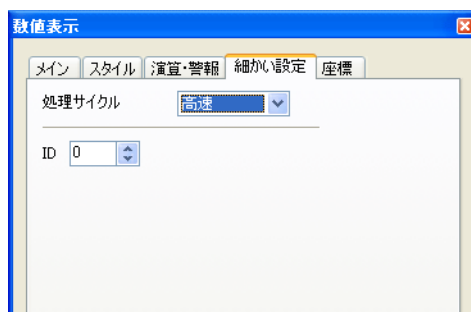 数値表示
メイン スタイル 演算・警報 細かい設定 座標
処理サイクル 高速
ID 0